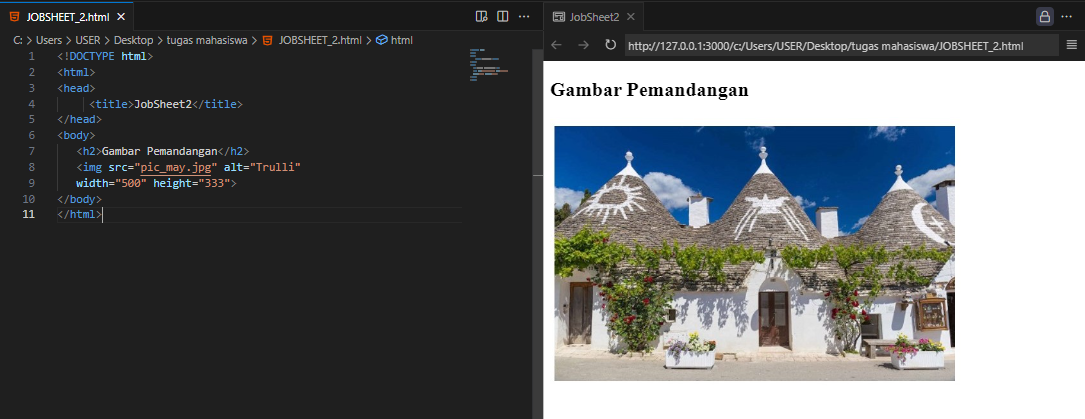 JOBSHEET_2.html
C: > Users > USER > Desktop > tugas mahasiswa > JOBSHEET_2.html > html
1 <!DOCTYPE html>
2 <html>
3 <head>
4 <title>JobSheet2</title>
5 </head>
6 <body>
7 <h2>Gambar Pemandangan</h2>
8 <img src="pic_may.jpg" alt="Trulli"
9 width="500" height="333">
10 </body>
11 </html>
JobSheet2
http://127.0.0.1:3000/c:/Users/USER/Desktop/tugas mahasiswa/JOBSHEET_2.html
Gambar Pemandangan